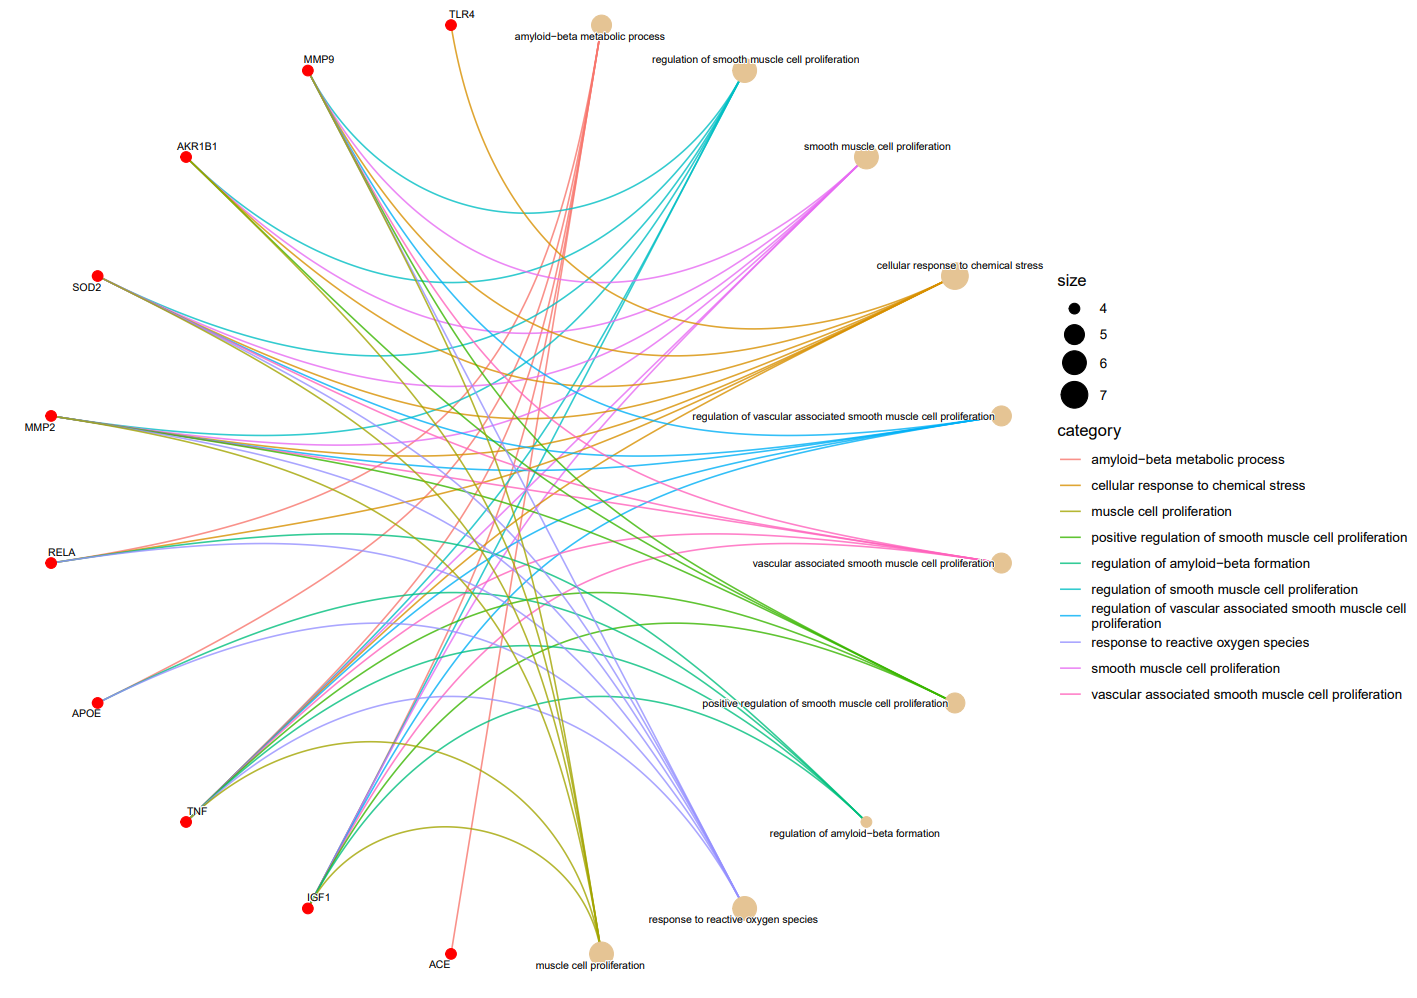 TLR4
amyloid−beta metabolic process
MMP9
regulation of smooth muscle cell proliferation
AKR1B1
smooth muscle cell proliferation
cellular response to chemical stress
SOD2
size
4
5
6
7
MMP2
regulation of vascular associated smooth muscle cell proliferation
category
amyloid−beta metabolic process
cellular response to chemical stress
muscle cell proliferation
positive regulation of smooth muscle cell proliferation
regulation of amyloid−beta formation
regulation of smooth muscle cell proliferation
regulation of vascular associated smooth muscle cell
proliferation
response to reactive oxygen species
smooth muscle cell proliferation
vascular associated smooth muscle cell proliferation
RELA
vascular associated smooth muscle cell proliferation
APOE
positive regulation of smooth muscle cell proliferation
TNF
regulation of amyloid−beta formation
IGF1
response to reactive oxygen species
ACE
muscle cell proliferation